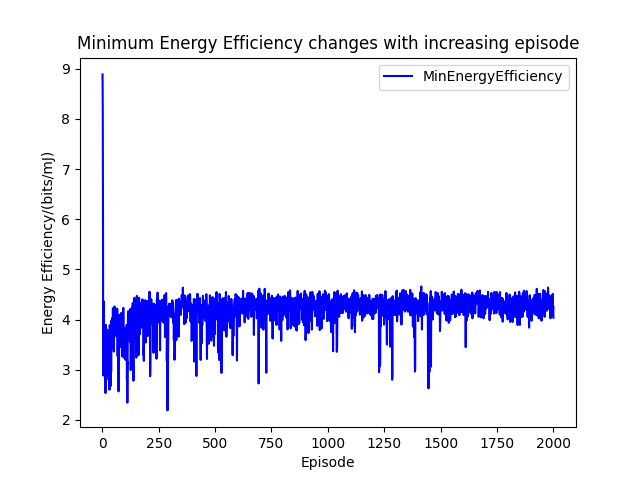 Minimum Energy Efficiency changes with increasing episode
MinEnergyEfficiency
Energy Efficiency/(bits/mJ)
9
8
7
6
5
4
3
2
0 250 500 750 1000 1250 1500 1750 2000
Episode